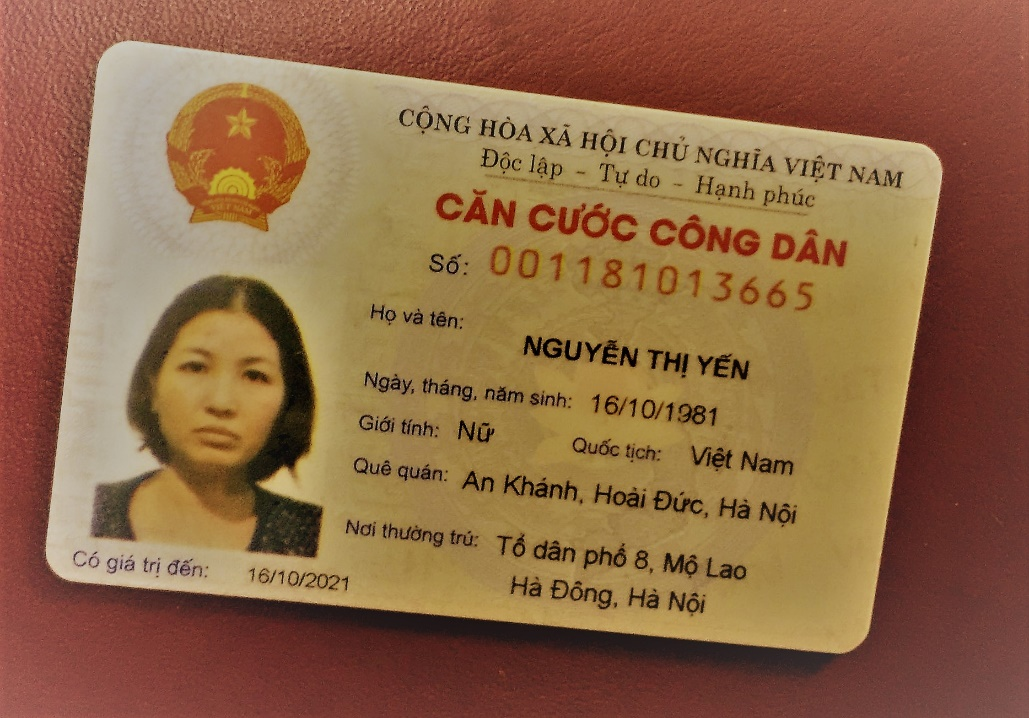 CỘNG HÒA XÃ HỘI CHỦ NGHĨA VIỆT NAM
Độc lập - Tự do - Hạnh phúc
CĂN CƯỚC CÔNG DÂN
Số: 001181013665
Họ và tên:
NGUYỄN THỊ YẾN
Ngày, tháng, năm sinh: 16/10/1981
Giới tính: Nữ Quốc tịch: Việt Nam
Quê quán: An Khánh, Hoài Đức, Hà Nội
Nơi thường trú: Tổ dân phố 8, Mộ Lao
Hà Đông, Hà Nội
Có giá trị đến: 16/10/2021